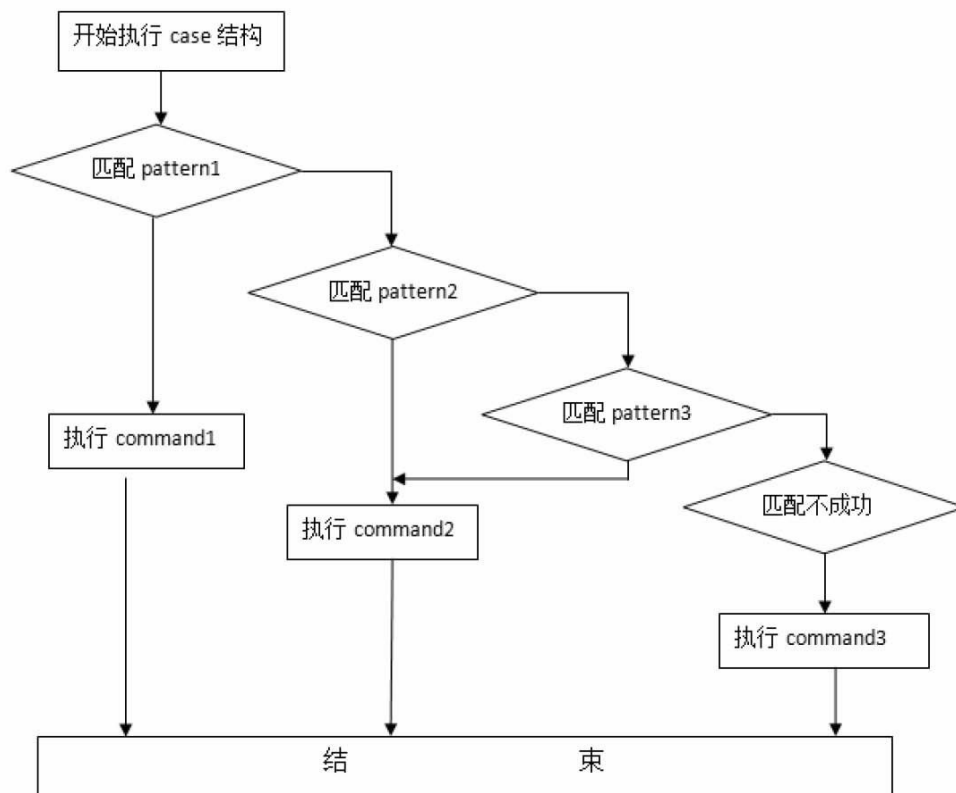 开始执行 case 结构
匹配 pattern1
匹配 pattern2
匹配 pattern3
执行 command1
匹配不成功
执行 command2
执行 command3
结 束